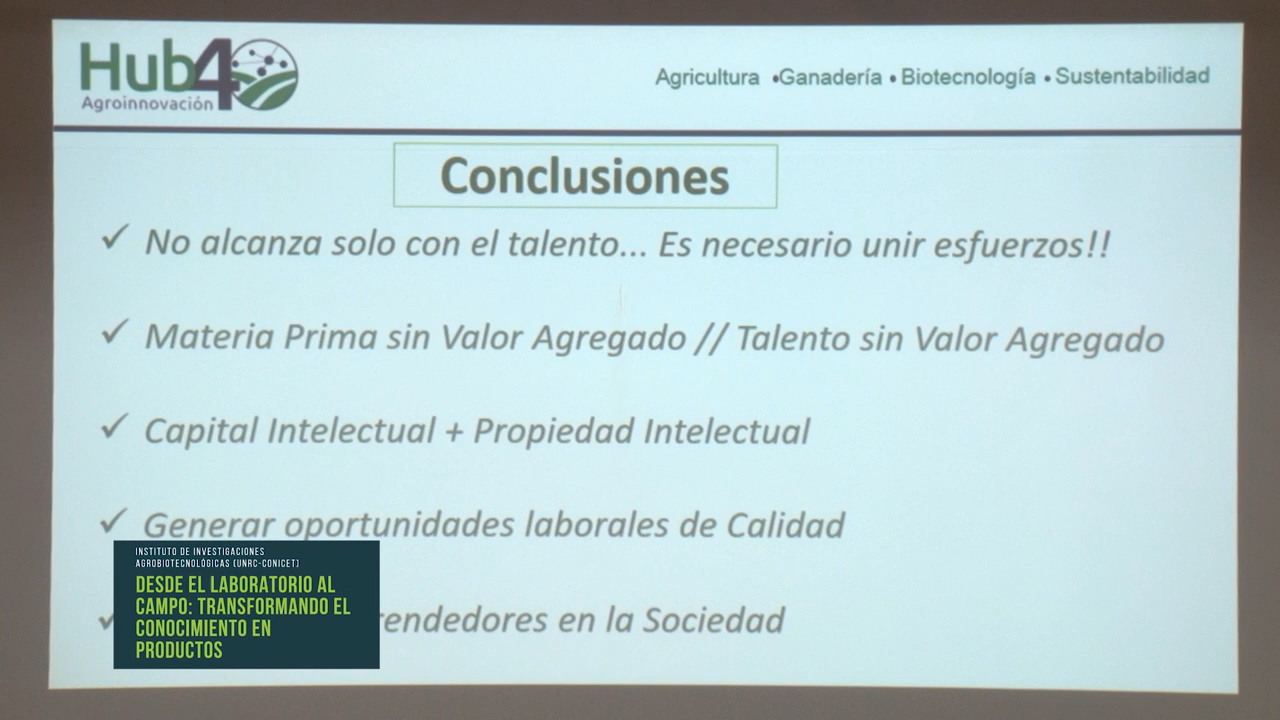 Hub4
Agroinnovación
Agricultura •Ganadería • Biotecnología • Sustentabilidad
Conclusiones
✓ No alcanza solo con el talento... Es necesario unir esfuerzos!!
✓ Materia Prima sin Valor Agregado // Talento sin Valor Agregado
✓ Capital Intelectual + Propiedad Intelectual
✓ Generar oportunidades laborales de Calidad
en la Sociedad
INSTITUTO DE INVESTIGACIONES
AGROBIOTECNOLÓGICAS (UNRC-CONICET)
DESDE EL LABORATORIO AL
CAMPO: TRANSFORMANDO EL
CONOCIMIENTO EN
PRODUCTOS